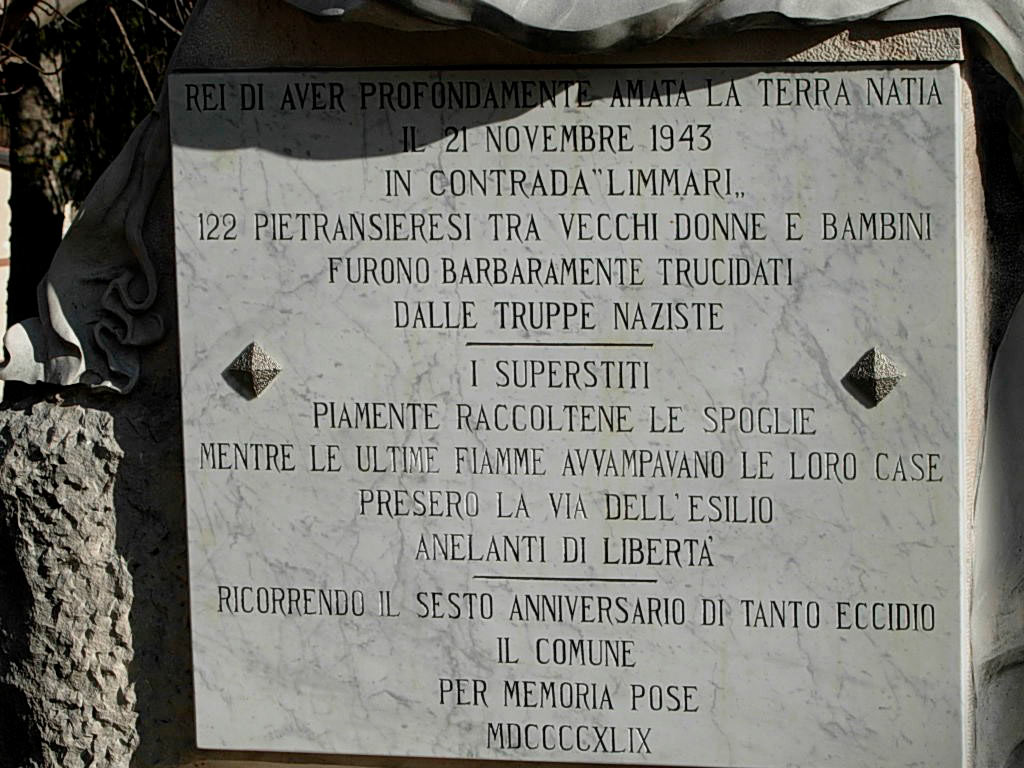 REI DI AVER PROFONDAMENTE AMATA LA TERRA NATIA
IL 21 NOVEMBRE 1943
IN CONTRADA "LIMMARI„
122 PIETRANSIERESI TRA VECCHI DONNE E BAMBINI
FURONO BARBARAMENTE TRUCIDATI
DALLE TRUPPE NAZISTE
I SUPERSTITI
PIAMENTE RACCOLTENE LE SPOGLIE
MENTRE LE ULTIME FIAMME AVVAMPAVANO LE LORO CASE
PRESERO LA VIA DELL'ESILIO
ANELANTI DI LIBERTA'
RICORRENDO IL SESTO ANNIVERSARIO DI TANTO ECCIDIO
IL COMUNE
PER MEMORIA POSE
MDCCCCXLIX